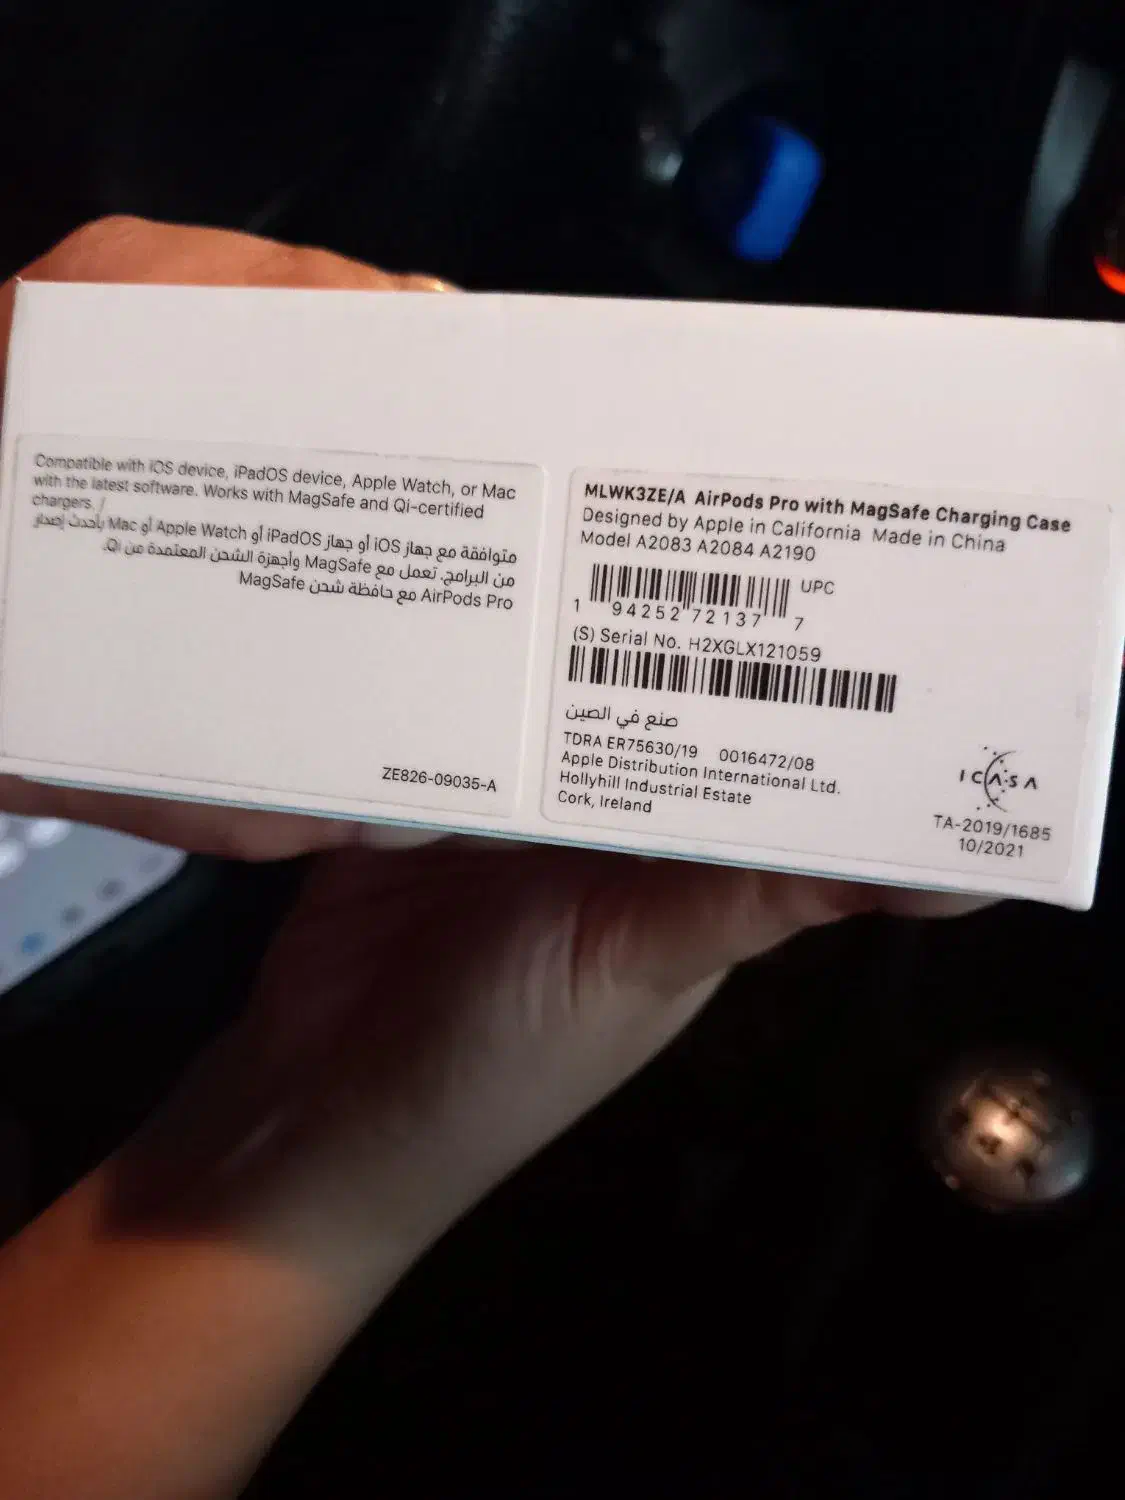 Compatible with iOS device, iPadOS device, Apple Watch, or Mac
with the latest software. Works with MagSafe and Qi-certified
chargers. /
متوافقة مع جهاز iOS أو جهاز iPadOS أو Apple Watch أو Mac بأحدث إصدار
من البرامج. تعمل مع MagSafe وأجهزة الشحن المعتمدة من Qi.
AirPods Pro مع حافظة شحن MagSafe
ZE826-09035-A
MLWK3ZE/A AirPods Pro with MagSafe Charging Case
Designed by Apple in California Made in China
Model A2083 A2084 A2190
UPC
1 94252 72137 7
(S) Serial No. H2XGLX121059
صنع في الصين
TDRA ER75630/19 0016472/08
Apple Distribution International Ltd.
Hollyhill Industrial Estate
Cork, Ireland
ICASA
TA-2019/1685
10/2021